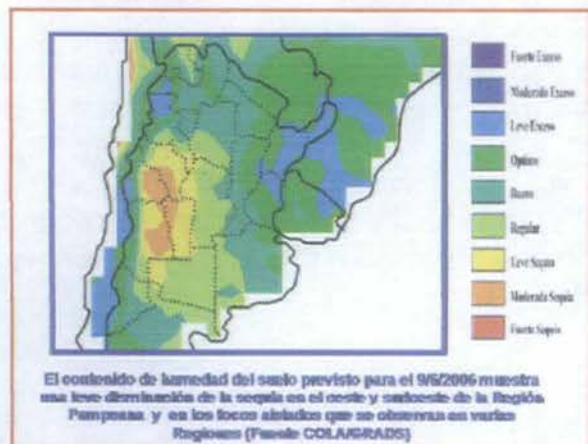 Fuerte Exceso
Moderado Exceso
Leve Exceso
Optimo
Bueno
Regular
Leve Sequia
Moderada Sequia
Fuerte Sequia
El contenido de humedad del suelo previsto para el 9/6/2006 muestra
una leve disminución de la sequía en el oeste y sudoeste de la Región
Pampeana y en los focos aislados que se observan en varias
Regiones (Fuente COLA/GRADS)